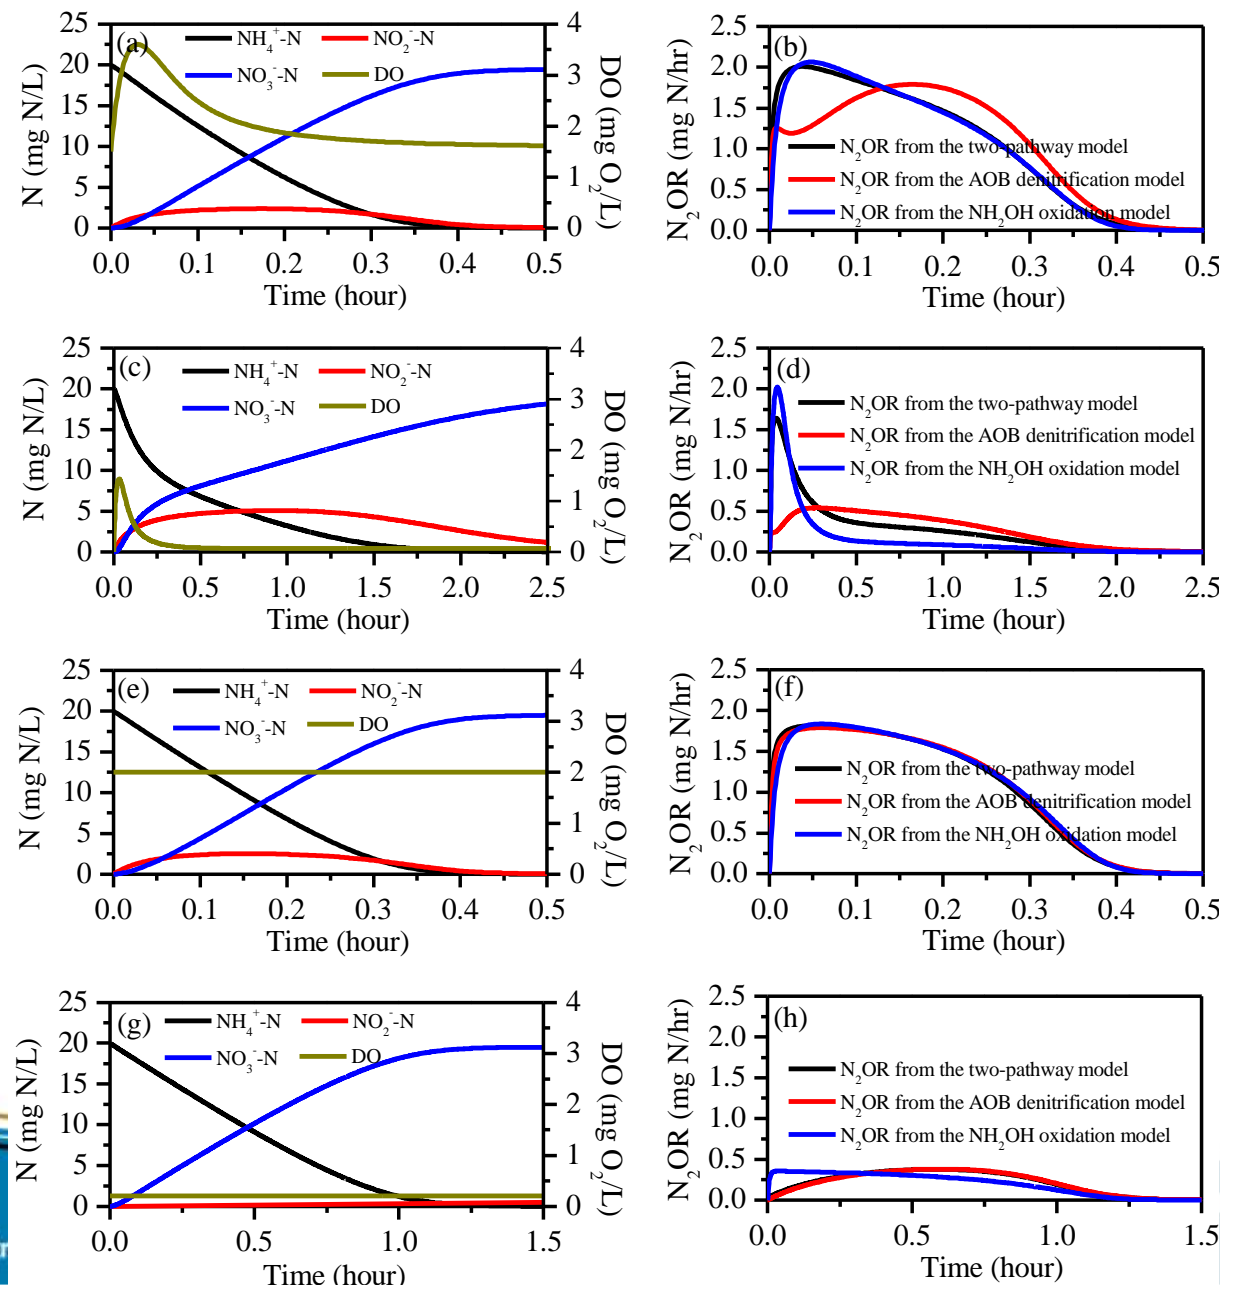 (a)
NH₄⁺-N NO₂⁻-N
NO₃⁻-N DO
25
20
15
10
5
0
N (mg N/L)
4
3
2
1
0
DO (mg O₂/L)
0.0 0.1 0.2 0.3 0.4 0.5
Time (hour)
(b)
2.5
2.0
1.5
1.0
0.5
0.0
N₂OR (mg N/hr)
N₂OR from the two-pathway model
N₂OR from the AOB denitrification model
N₂OR from the NH₂OH oxidation model
0.0 0.1 0.2 0.3 0.4 0.5
Time (hour)
(c)
NH₄⁺-N NO₂⁻-N
NO₃⁻-N DO
25
20
15
10
5
0
N (mg N/L)
4
3
2
1
0
DO (mg O₂/L)
0.0 0.5 1.0 1.5 2.0 2.5
Time (hour)
(d)
2.5
2.0
1.5
1.0
0.5
0.0
N₂OR (mg N/hr)
N₂OR from the two-pathway model
N₂OR from the AOB denitrification model
N₂OR from the NH₂OH oxidation model
0.0 0.5 1.0 1.5 2.0 2.5
Time (hour)
(e)
NH₄⁺-N NO₂⁻-N
NO₃⁻-N DO
25
20
15
10
5
0
N (mg N/L)
4
3
2
1
0
DO (mg O₂/L)
0.0 0.1 0.2 0.3 0.4 0.5
Time (hour)
(f)
2.5
2.0
1.5
1.0
0.5
0.0
N₂OR (mg N/hr)
N₂OR from the two-pathway model
N₂OR from the AOB denitrification model
N₂OR from the NH₂OH oxidation model
0.0 0.1 0.2 0.3 0.4 0.5
Time (hour)
(g)
NH₄⁺-N NO₂⁻-N
NO₃⁻-N DO
25
20
15
10
5
0
N (mg N/L)
4
3
2
1
0
DO (mg O₂/L)
0.0 0.5 1.0 1.5
Time (hour)
(h)
2.5
2.0
1.5
1.0
0.5
0.0
N₂OR (mg N/hr)
N₂OR from the two-pathway model
N₂OR from the AOB denitrification model
N₂OR from the NH₂OH oxidation model
0.0 0.5 1.0 1.5
Time (hour)